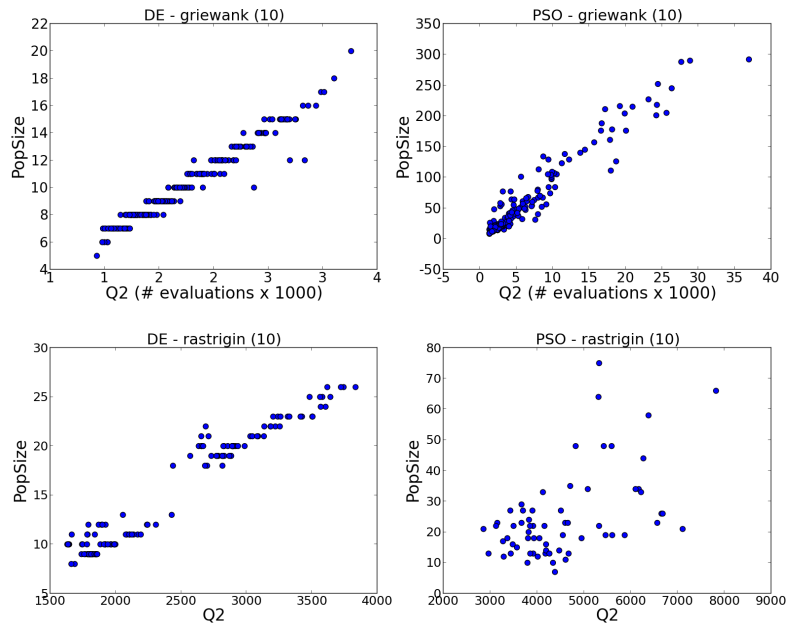 DE - griewank (10)
22
20
18
16
14
12
10
8
6
4
PopSize
1 1 2 2 3 3 4
Q2 (# evaluations x 1000)
PSO - griewank (10)
350
300
250
200
150
100
50
0
-50
PopSize
-5 0 5 10 15 20 25 30 35 40
Q2 (# evaluations x 1000)
DE - rastrigin (10)
30
25
20
15
10
5
PopSize
1500 2000 2500 3000 3500 4000
Q2
PSO - rastrigin (10)
80
70
60
50
40
30
20
10
0
PopSize
2000 3000 4000 5000 6000 7000 8000 9000
Q2